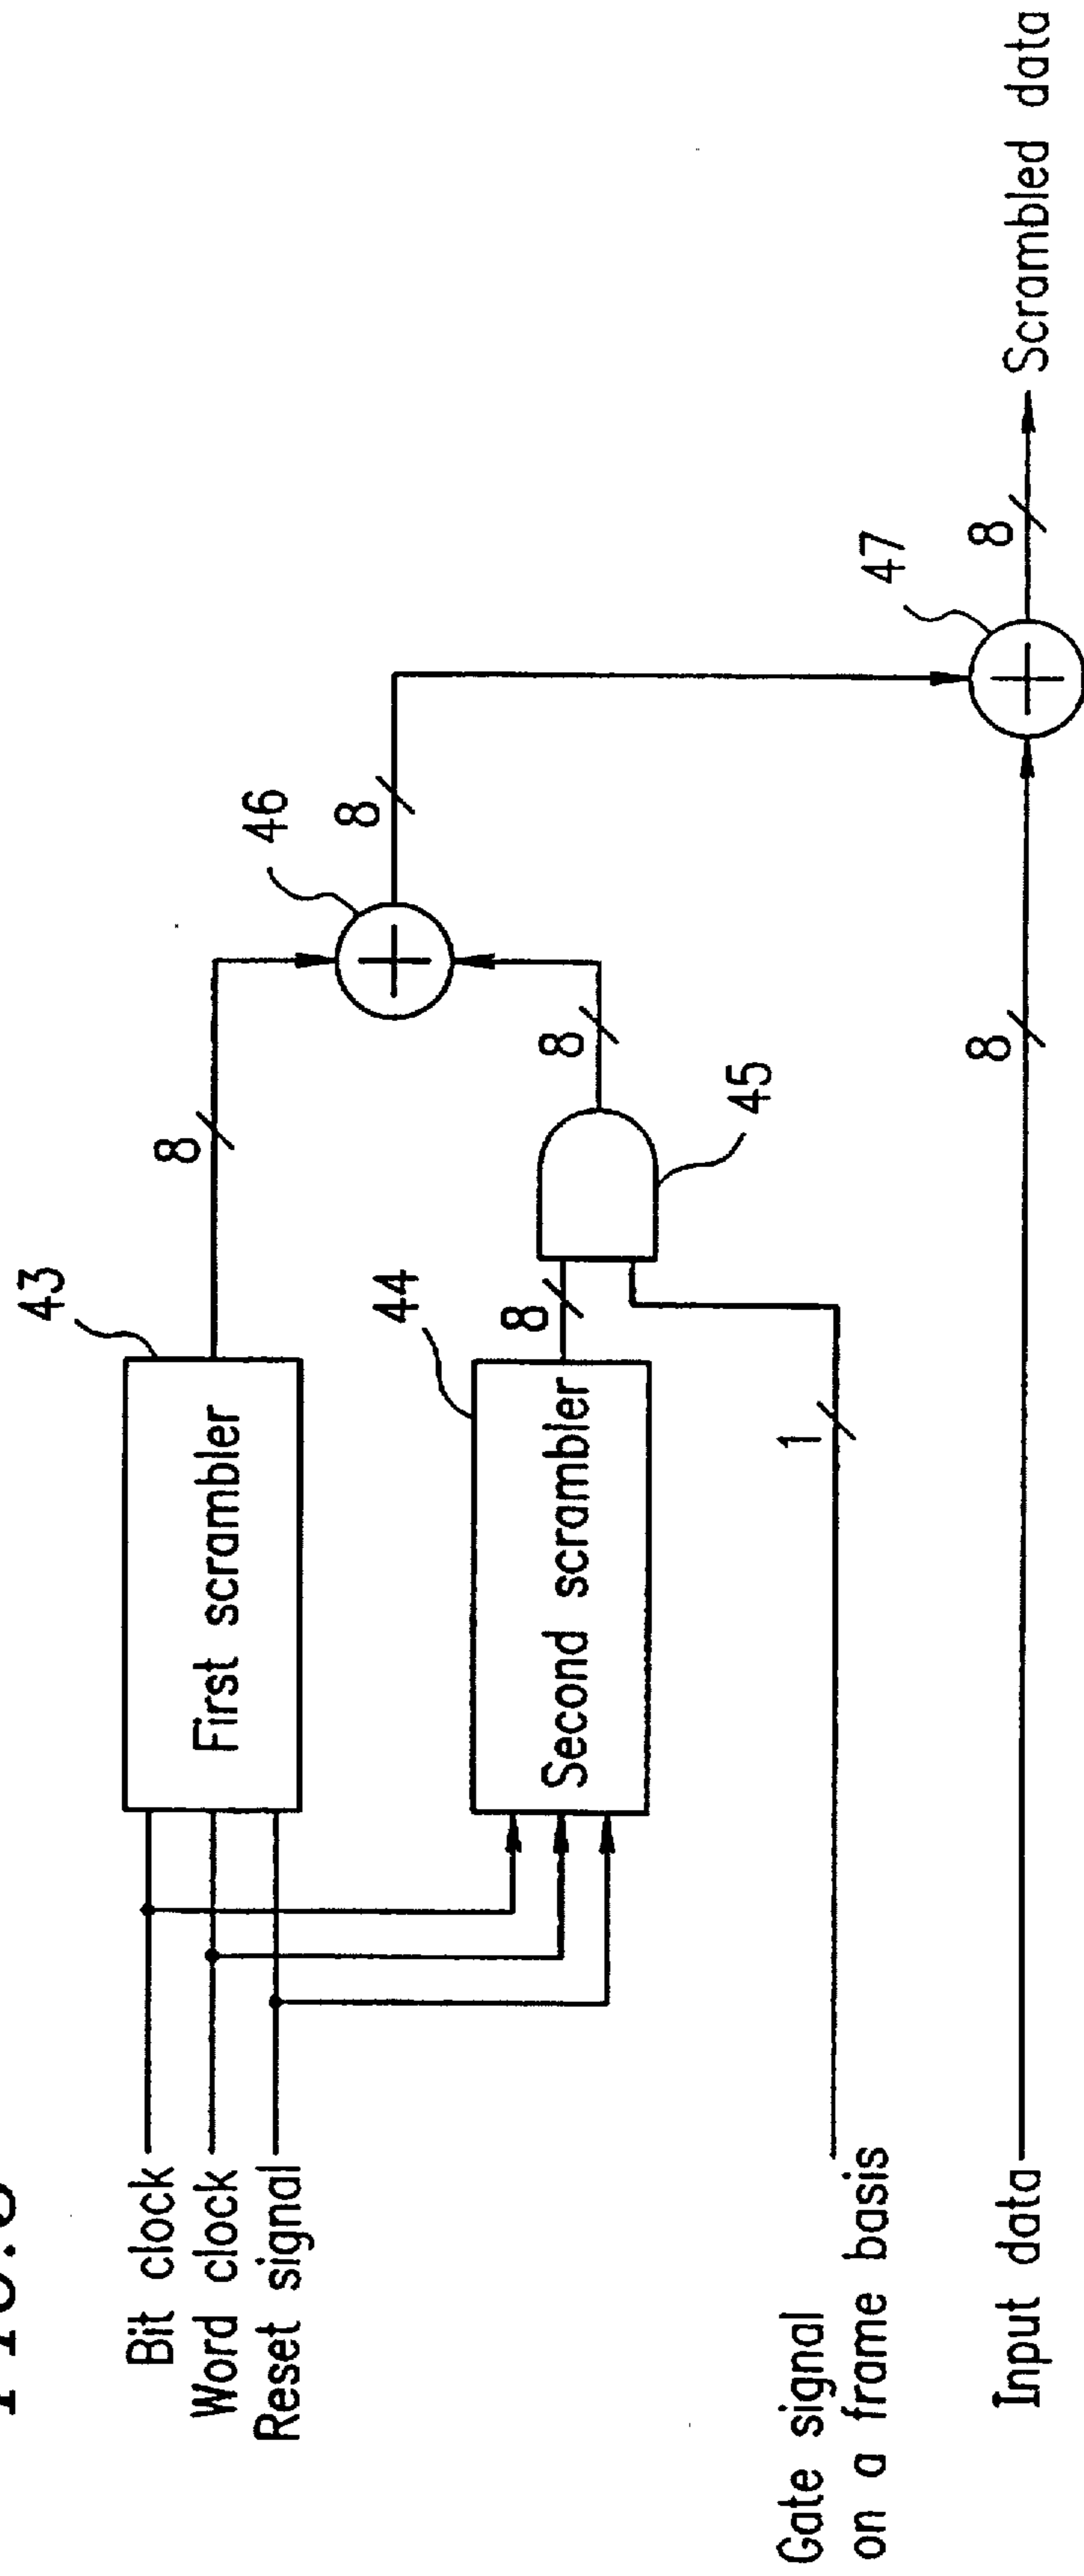 Bit clock
Word clock
Reset signal
First scrambler
43
8
Second scrambler
44
8
45
8
46
8
Gate signal
on a frame basis
1
Input data
8
47
8
Scrambled data